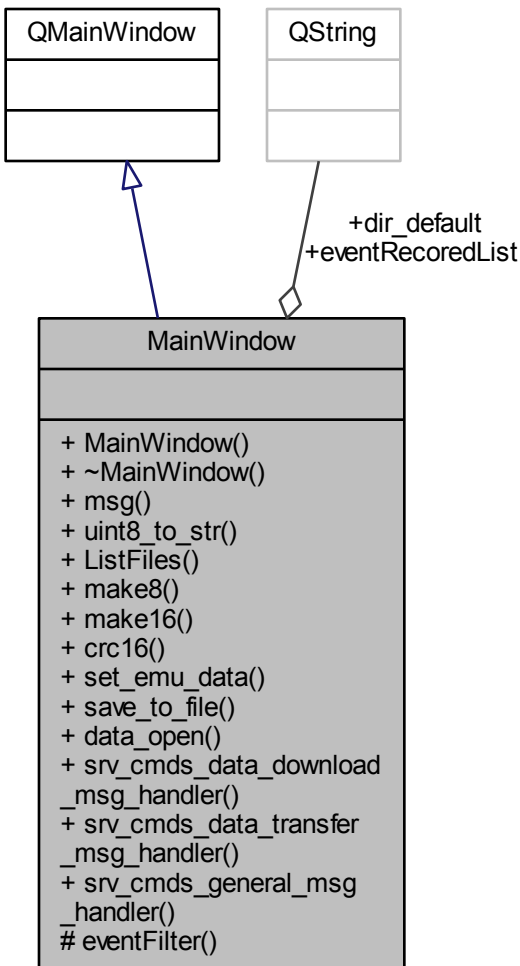 QMainWindow
QString
+dir_default
+eventRecoredList
MainWindow
+ MainWindow()
+ ~MainWindow()
+ msg()
+ uint8_to_str()
+ ListFiles()
+ make8()
+ make16()
+ crc16()
+ set_emu_data()
+ save_to_file()
+ data_open()
+ srv_cmds_data_download
_msg_handler()
+ srv_cmds_data_transfer
_msg_handler()
+ srv_cmds_general_msg
_handler()
# eventFilter()